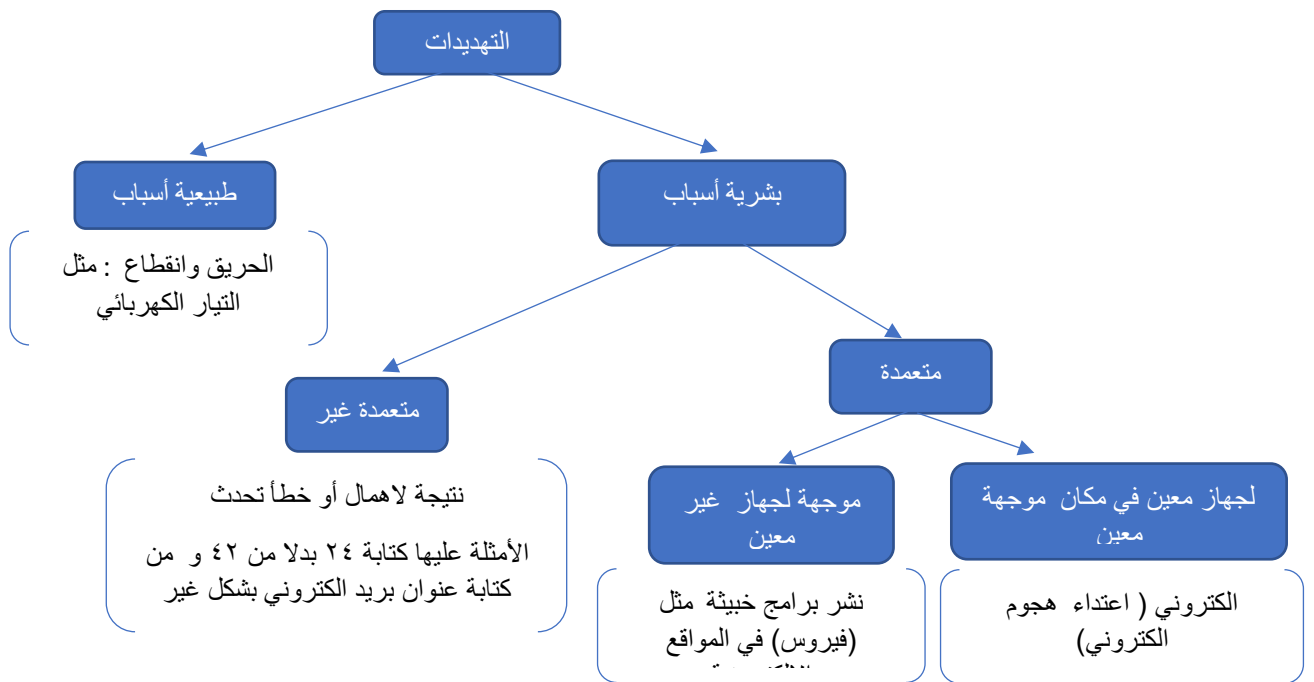 التهديدات
بشرية أسباب
طبيعية أسباب
الحريق وانقطاع : مثل
التيار الكهربائي
متعمدة
متعمدة غير
لجهاز معين في مكان موجهة
معين
موجهة لجهاز غير
معين
نتيجة لاهمال أو خطأ تحدث
الأمثلة عليها كتابة ٢٤ بدلا من ٤٢ و من
كتابة عنوان بريد الكتروني بشكل غير
الكتروني ( اعتداء هجوم
الكتروني)
نشر برامج خبيثة مثل
(فيروس) في المواقع